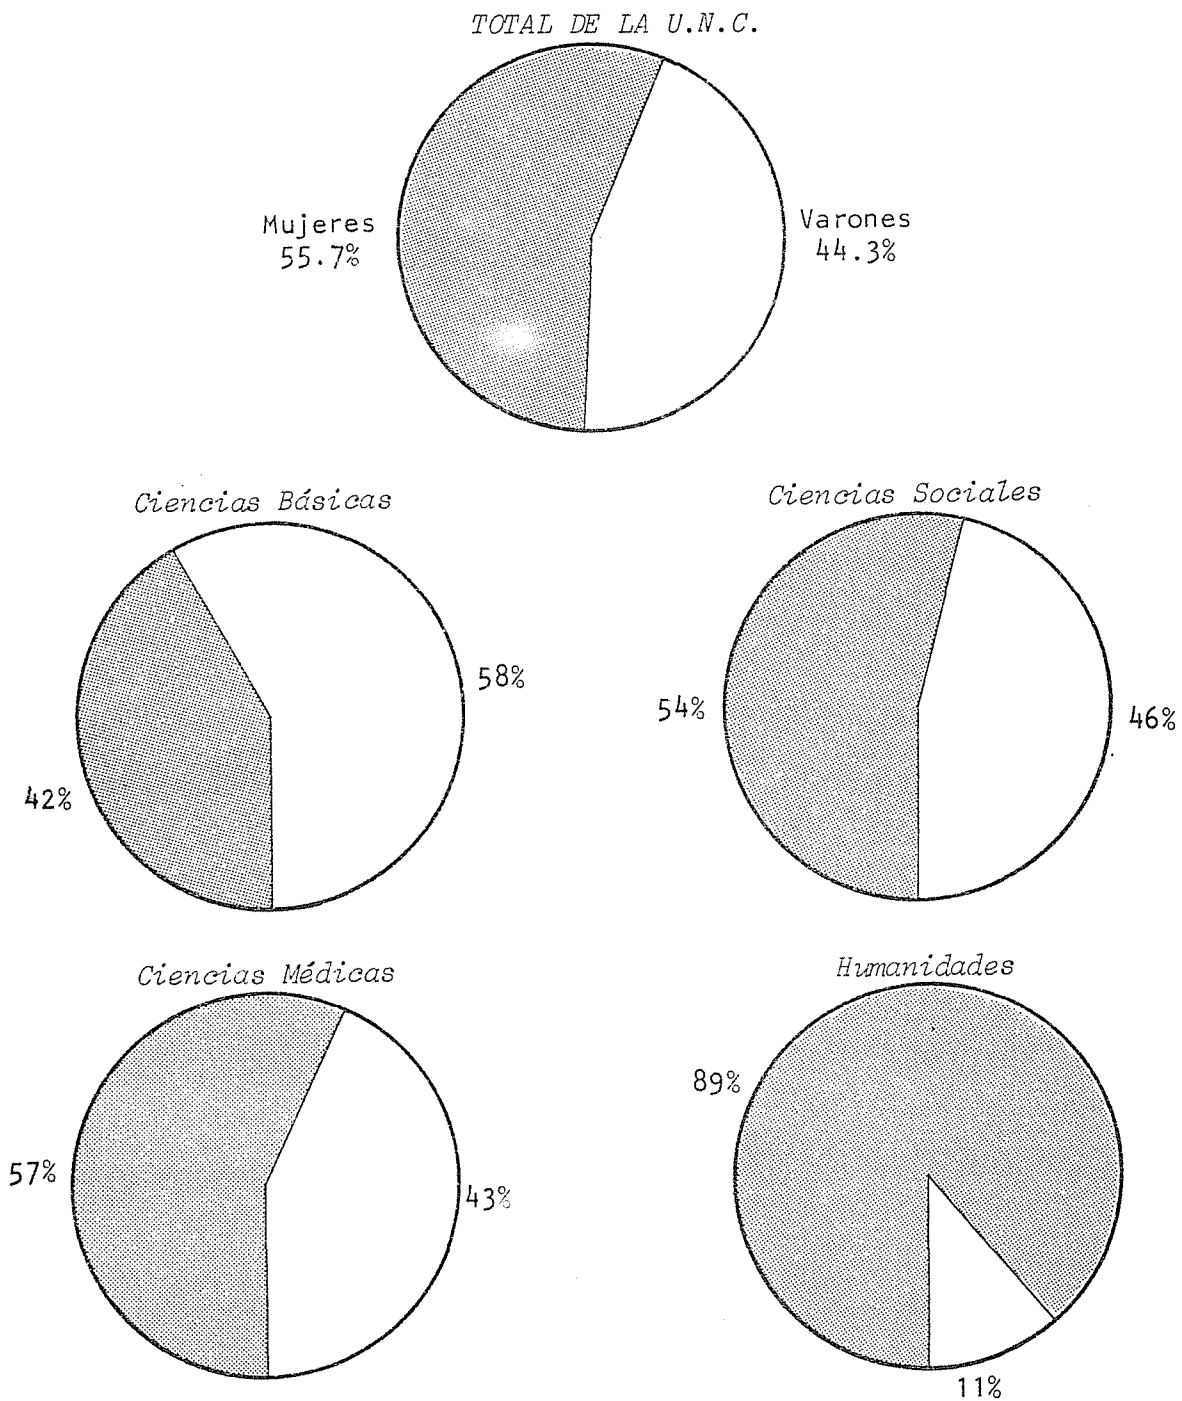 TOTAL DE LA U.N.C.
Mujeres
55.7%
Varones
44.3%
Ciencias Básicas
58%
42%
Ciencias Sociales
54%
46%
Ciencias Médicas
57%
43%
Humanidades
89%
11%